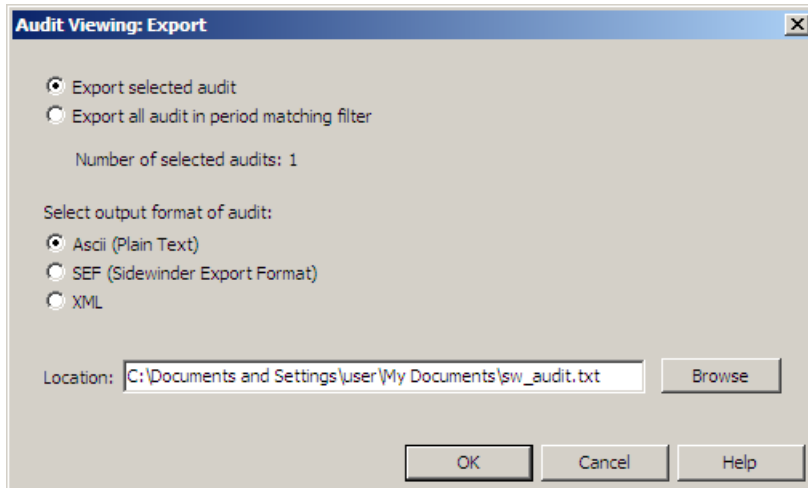 Audit Viewing: Export
Export selected audit
Export all audit in period matching filter
Number of selected audits: 1
Select output format of audit:
Ascii (Plain Text)
SEF (Sidewinder Export Format)
XML
Location: C:\Documents and Settings\user\My Documents\sw_audit.txt Browse
OK Cancel Help